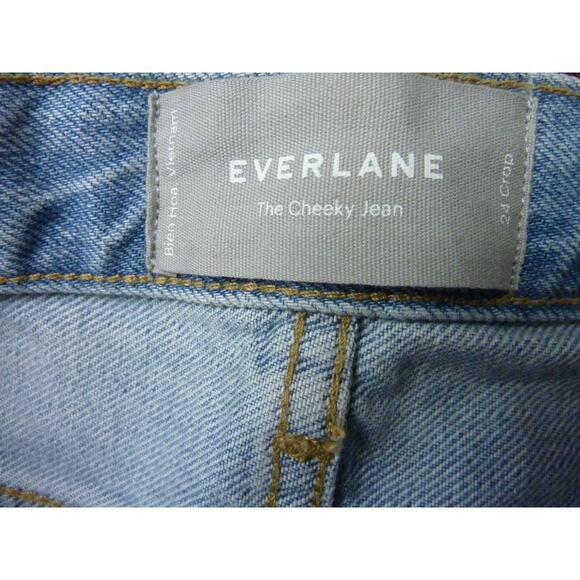 EVERLANE
The Cheeky Jean
Bien Hoa, Vietnam
24 Crop